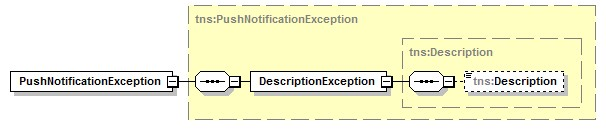 tns:PushNotificationException
tns:Description
PushNotificationException
DescriptionException
tns:Description